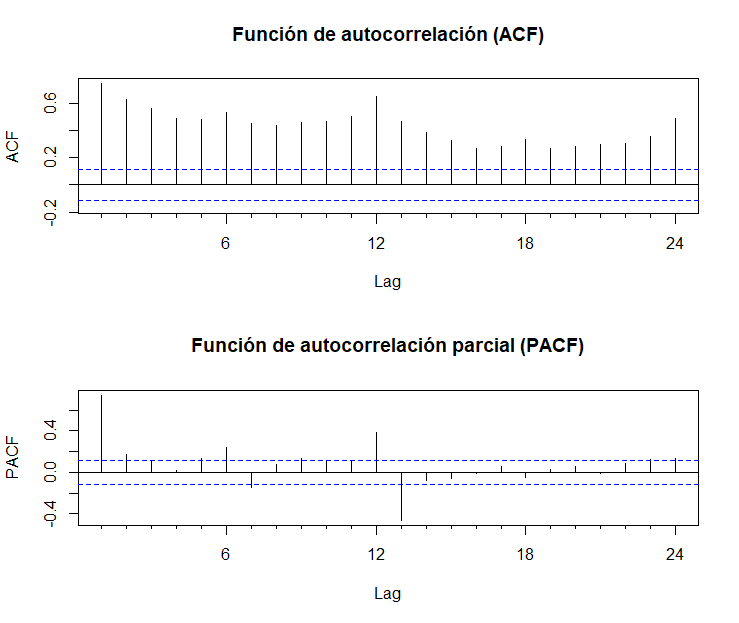 Función de autocorrelación (ACF)
ACF
0.6
0.2
-0.2
6 12 18 24
Lag
Función de autocorrelación parcial (PACF)
PACF
0.4
0.0
-0.4
6 12 18 24
Lag